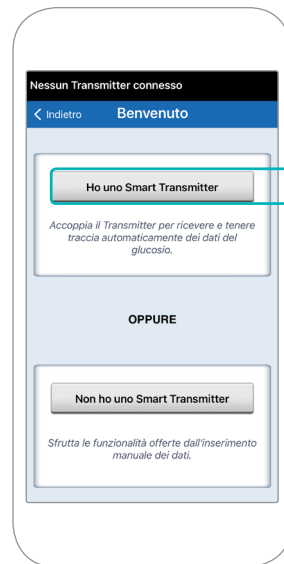 Nessun Transmitter connesso
Indietro
Benvenuto
Ho uno Smart Transmitter
Accoppia il Transmitter per ricevere e tenere
traccia automaticamente dei dati del
glucosio.
OPPURE
Non ho uno Smart Transmitter
Sfrutta le funzionalità offerte dall'inserimento
manuale dei dati.